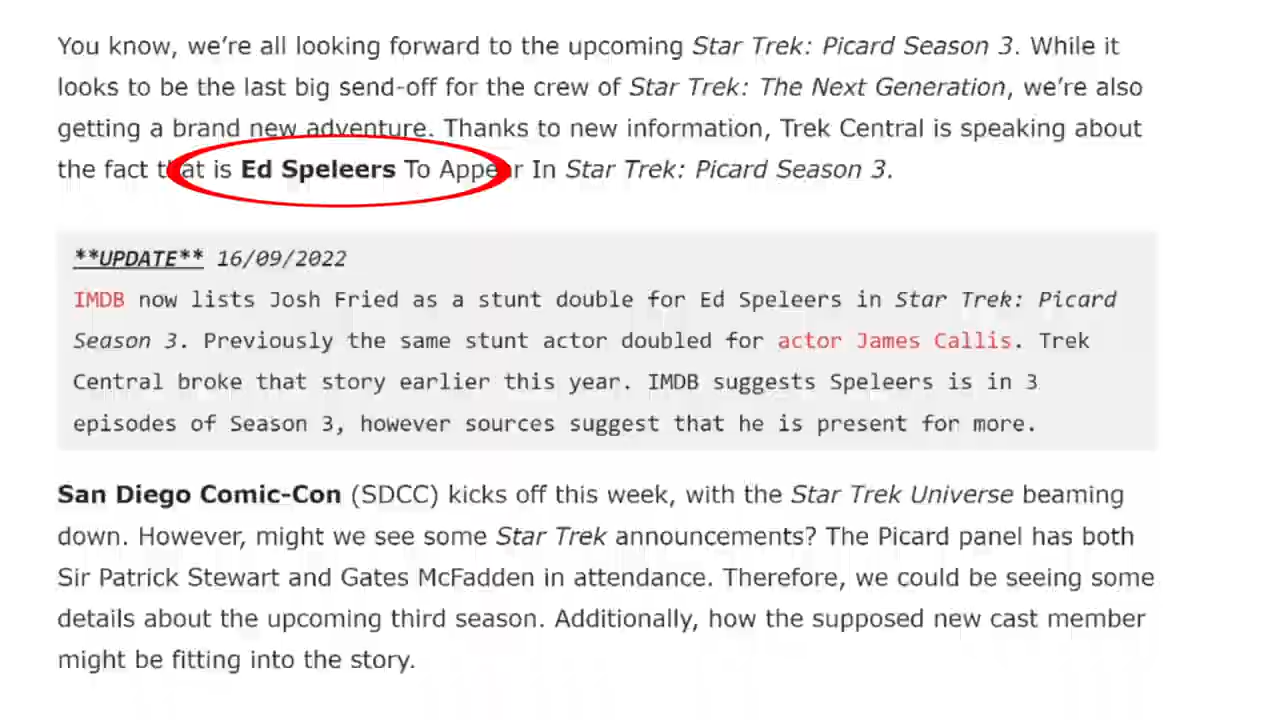 You know, we’re all looking forward to the upcoming Star Trek: Picard Season 3. While it
looks to be the last big send-off for the crew of Star Trek: The Next Generation, we’re also
getting a brand new adventure. Thanks to new information, Trek Central is speaking about
the fact that is Ed Speleers To Appear In Star Trek: Picard Season 3.
**UPDATE** 16/09/2022
IMDB now lists Josh Fried as a stunt double for Ed Speleers in Star Trek: Picard
Season 3. Previously the same stunt actor doubled for actor James Callis. Trek
Central broke that story earlier this year. IMDB suggests Speleers is in 3
episodes of Season 3, however sources suggest that he is present for more.
San Diego Comic-Con (SDCC) kicks off this week, with the Star Trek Universe beaming
down. However, might we see some Star Trek announcements? The Picard panel has both
Sir Patrick Stewart and Gates McFadden in attendance. Therefore, we could be seeing some
details about the upcoming third season. Additionally, how the supposed new cast member
might be fitting into the story.